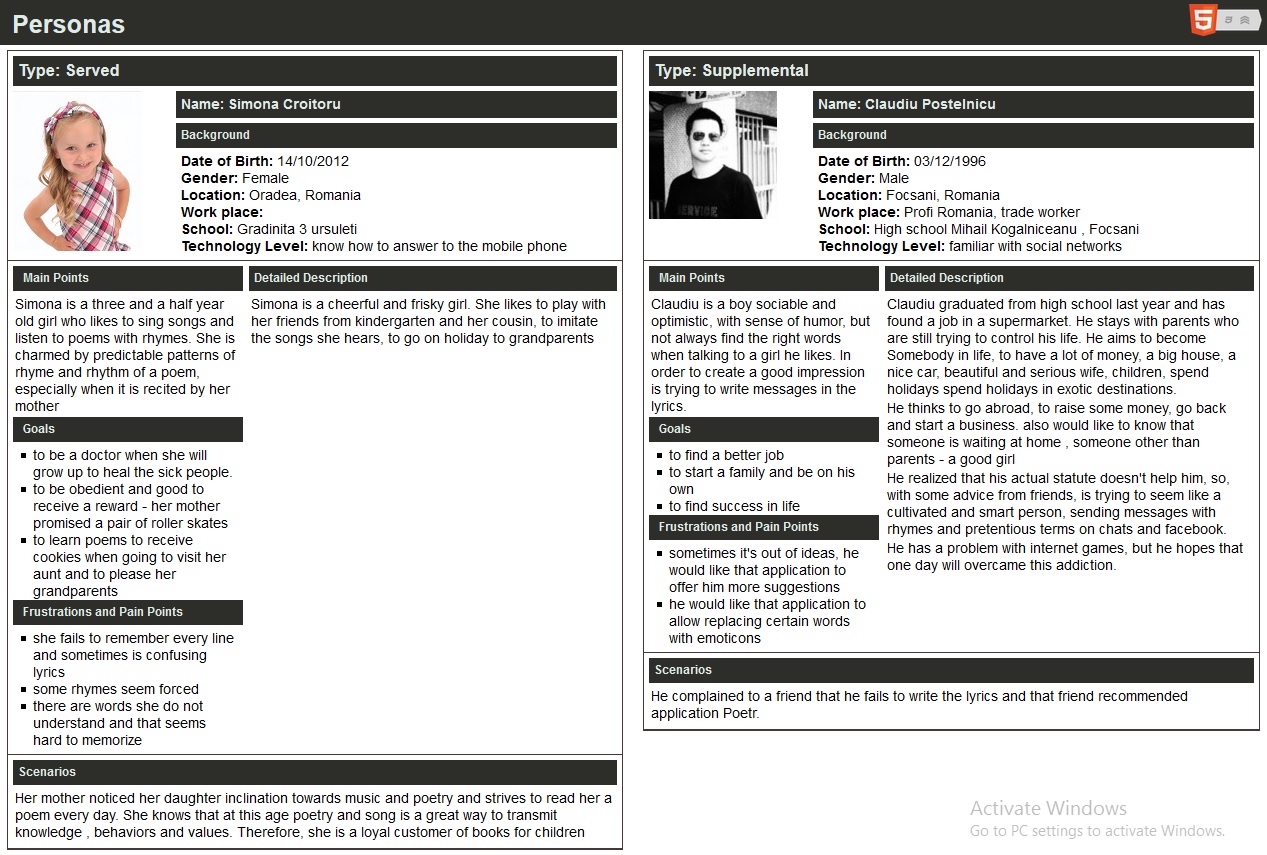 Personas
5
Type: Served
Name: Simona Croitoru
Background
Date of Birth: 14/10/2012
Gender: Female
Location: Oradea, Romania
Work place:
School: Gradinita 3 ursuleti
Technology Level: know how to answer to the mobile phone
Main Points
Simona is a three and a half year
old girl who likes to sing songs and
listen to poems with rhymes. She is
charmed by predictable patterns of
rhyme and rhythm of a poem,
especially when it is recited by her
mother
Goals
to be a doctor when she will
grow up to heal the sick people.
to be obedient and good to
receive a reward - her mother
promised a pair of roller skates
to learn poems to receive
cookies when going to visit her
aunt and to please her
grandparents
Frustrations and Pain Points
she fails to remember every line
and sometimes is confusing
lyrics
some rhymes seem forced
there are words she do not
understand and that seems
hard to memorize
Detailed Description
Simona is a cheerful and frisky girl. She likes to play with
her friends from kindergarten and her cousin, to imitate
the songs she hears, to go on holiday to grandparents
Scenarios
Her mother noticed her daughter inclination towards music and poetry and strives to read her a
poem every day. She knows that at this age poetry and song is a great way to transmit
knowledge , behaviors and values. Therefore, she is a loyal customer of books for children
Type: Supplemental
SERVICE
Name: Claudiu Postelnicu
Background
Date of Birth: 03/12/1996
Gender: Male
Location: Focsani, Romania
Work place: Profi Romania, trade worker
School: High school Mihail Kogalniceanu , Focsani
Technology Level: familiar with social networks
Main Points
Claudiu is a boy sociable and
optimistic, with sense of humor, but
not always find the right words
when talking to a girl he likes. In
order to create a good impression
is trying to write messages in the
lyrics.
Goals
to find a better job
to start a family and be on his
own
to find success in life
Frustrations and Pain Points
sometimes it's out of ideas, he
would like that application to
offer him more suggestions
he would like that application to
allow replacing certain words
with emoticons
Detailed Description
Claudiu graduated from high school last year and has
found a job in a supermarket. He stays with parents who
are still trying to control his life. He aims to become
Somebody in life, to have a lot of money, a big house, a
nice car, beautiful and serious wife, children, spend
holidays spend holidays in exotic destinations.
He thinks to go abroad, to raise some money, go back
and start a business. also would like to know that
someone is waiting at home , someone other than
parents - a good girl
He realized that his actual statute doesn't help him, so,
with some advice from friends, is trying to seem like a
cultivated and smart person, sending messages with
rhymes and pretentious terms on chats and facebook.
He has a problem with internet games, but he hopes that
one day will overcame this addiction.
Scenarios
He complained to a friend that he fails to write the lyrics and that friend recommended
application Poetr.
Activate Windows
Go to PC settings to activate Windows.